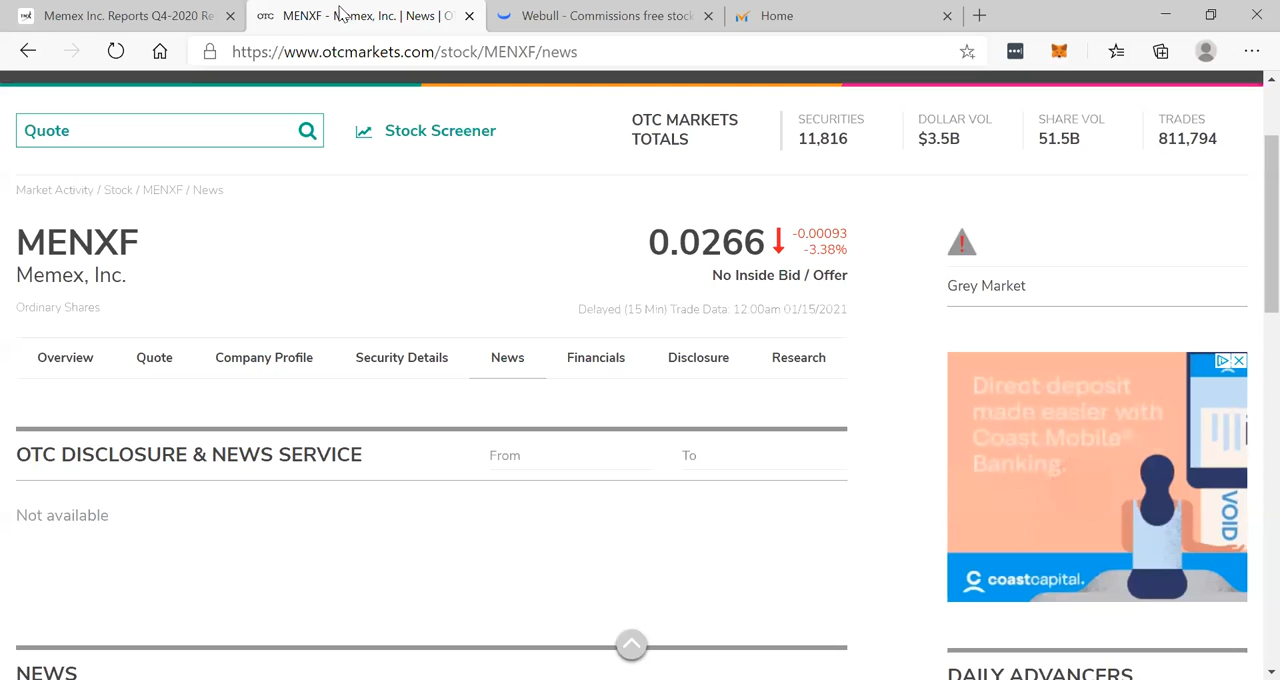 Memex Inc. Reports Q4-2020 Re
OTC MENXF - Memex, Inc. | News | O
Webull - Commissions free stock
Home
https://www.otcmarkets.com/stock/MENXF/news
Quote
Stock Screener
OTC MARKETS
TOTALS
SECURITIES
11,816
DOLLAR VOL
$3.5B
SHARE VOL
51.5B
TRADES
811,794
Market Activity / Stock / MENXF / News
MENXF
Memex, Inc.
Ordinary Shares
0.0266
-0.00093
-3.38%
No Inside Bid / Offer
Delayed (15 Min) Trade Data: 12:00am 01/15/2021
Grey Market
Overview Quote Company Profile Security Details News Financials Disclosure Research
OTC DISCLOSURE & NEWS SERVICE
From
To
Not available
Direct deposit
made easier with
Coast Mobile®
Banking.
VOID
coastcapital.
NEWS
DAILY ADVANCERS